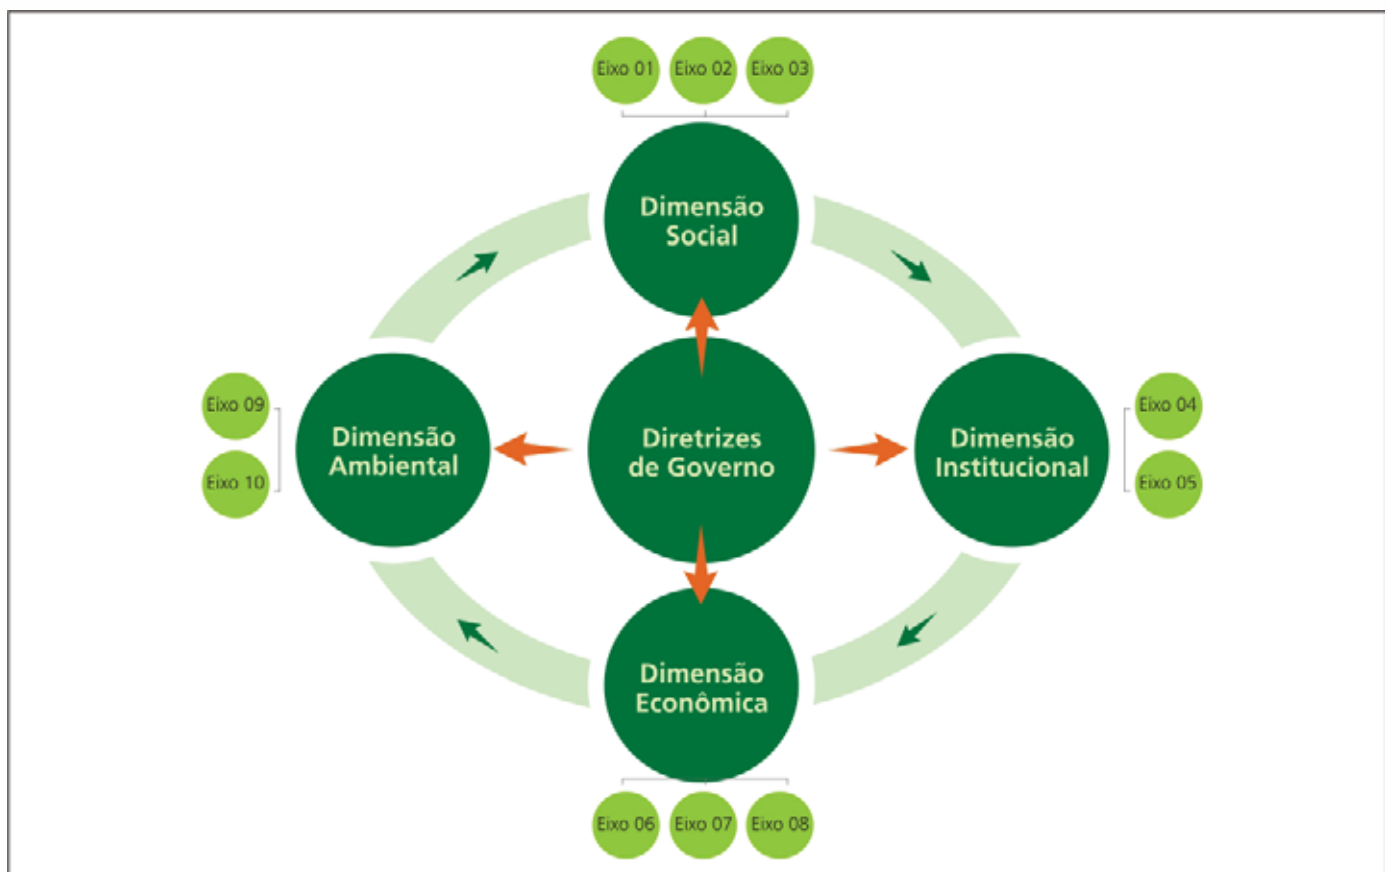 Eixo 01 Eixo 02 Eixo 03
Dimensão
Social
Eixo 09
Eixo 10
Dimensão
Ambiental
Diretrizes
de Governo
Dimensão
Institucional
Eixo 04
Eixo 05
Dimensão
Econômica
Eixo 06 Eixo 07 Eixo 08